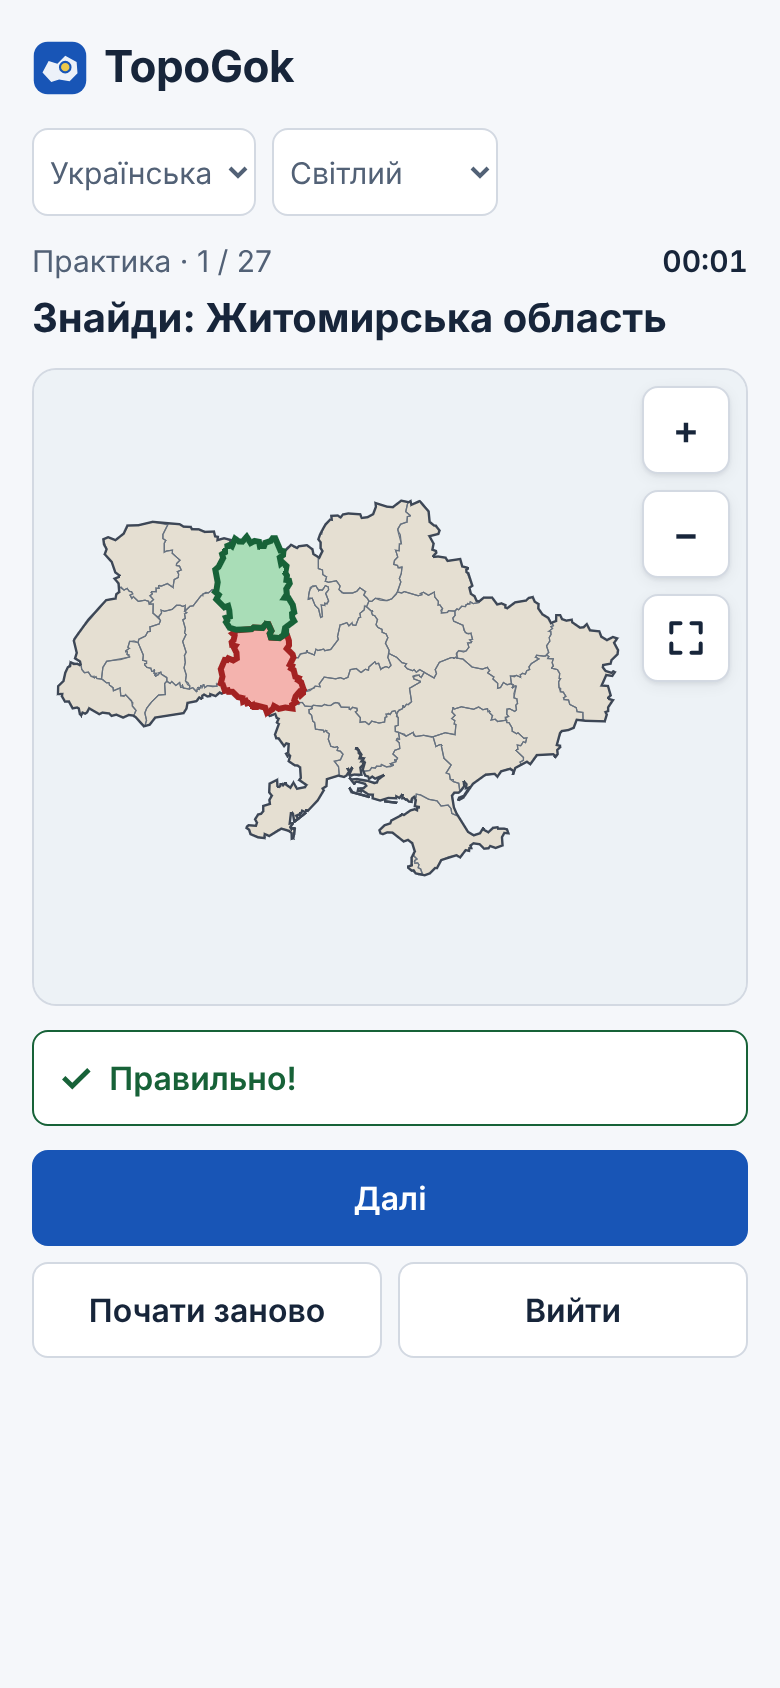 TopoGok
Українська
Світлий
Практика · 1 / 27
00:01
Знайди: Житомирська область
+
−
Правильно!
Далі
Почати заново
Вийти